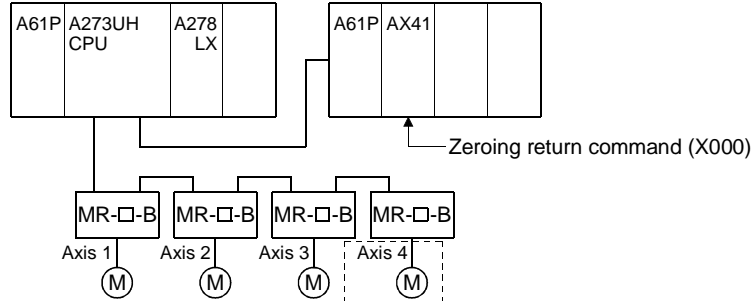 A61P A273UH CPU A278 LX
A61P AX41
Zeroing return command (X000)
MR-□-B MR-□-B MR-□-B MR-□-B
Axis 1 Axis 2 Axis 3 Axis 4
M M M M